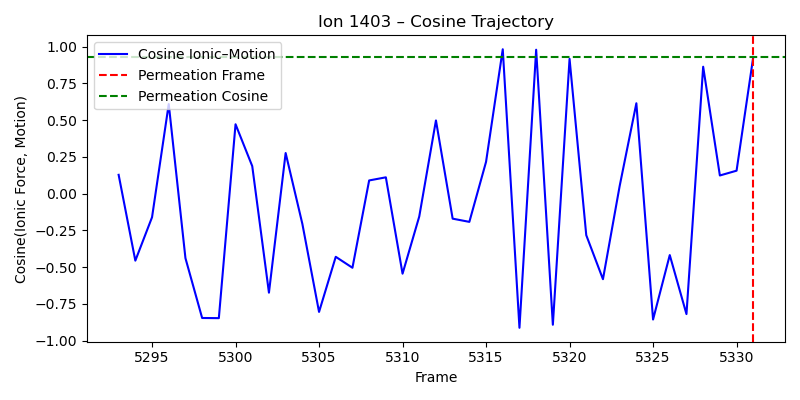 Ion 1403 – Cosine Trajectory
Cosine(Ionic Force, Motion)
1.00
0.75
0.50
0.25
0.00
−0.25
−0.50
−0.75
−1.00
Cosine Ionic–Motion
Permeation Frame
Permeation Cosine
5295 5300 5305 5310 5315 5320 5325 5330
Frame